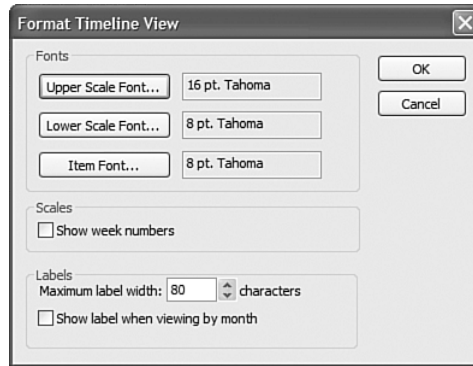 Format Timeline View
Fonts
Upper Scale Font... 16 pt. Tahoma
OK
Cancel
Lower Scale Font... 8 pt. Tahoma
Item Font... 8 pt. Tahoma
Scales
Show week numbers
Labels
Maximum label width: 80 characters
Show label when viewing by month